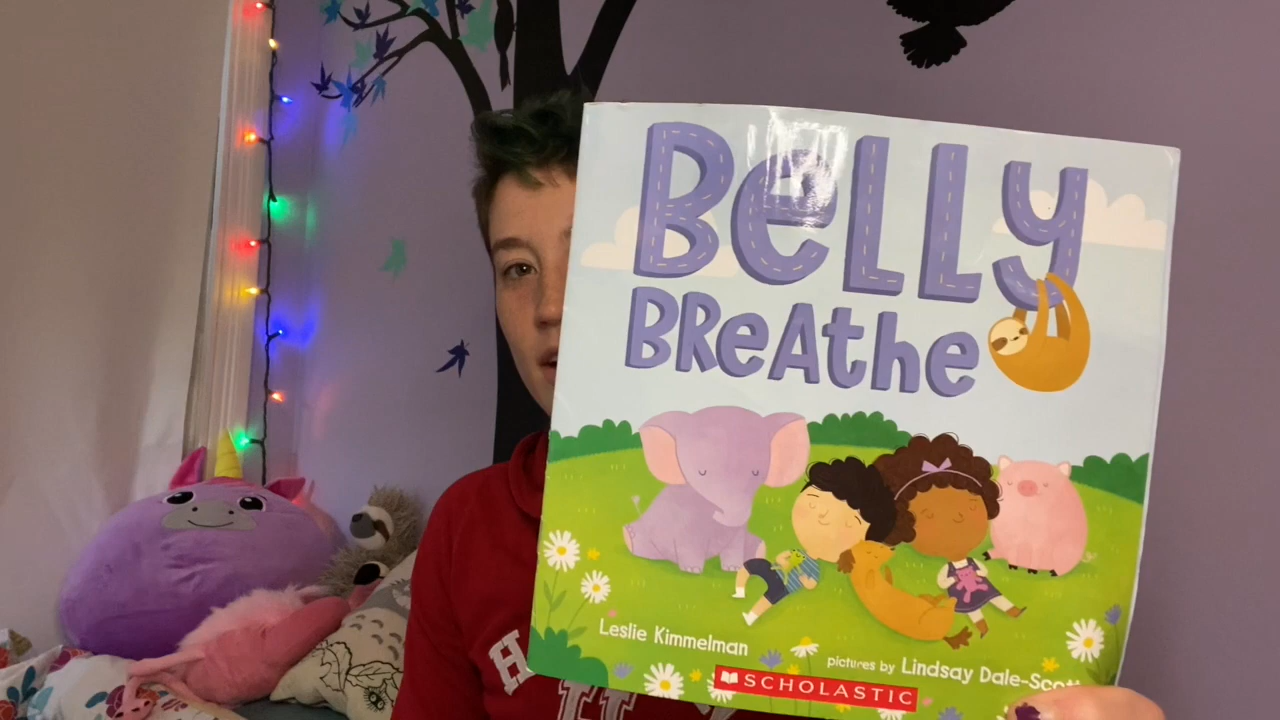 Belly
BReAthe
Leslie Kimmelman
pictures by Lindsay Dale-Scott
SCHOLASTIC
H